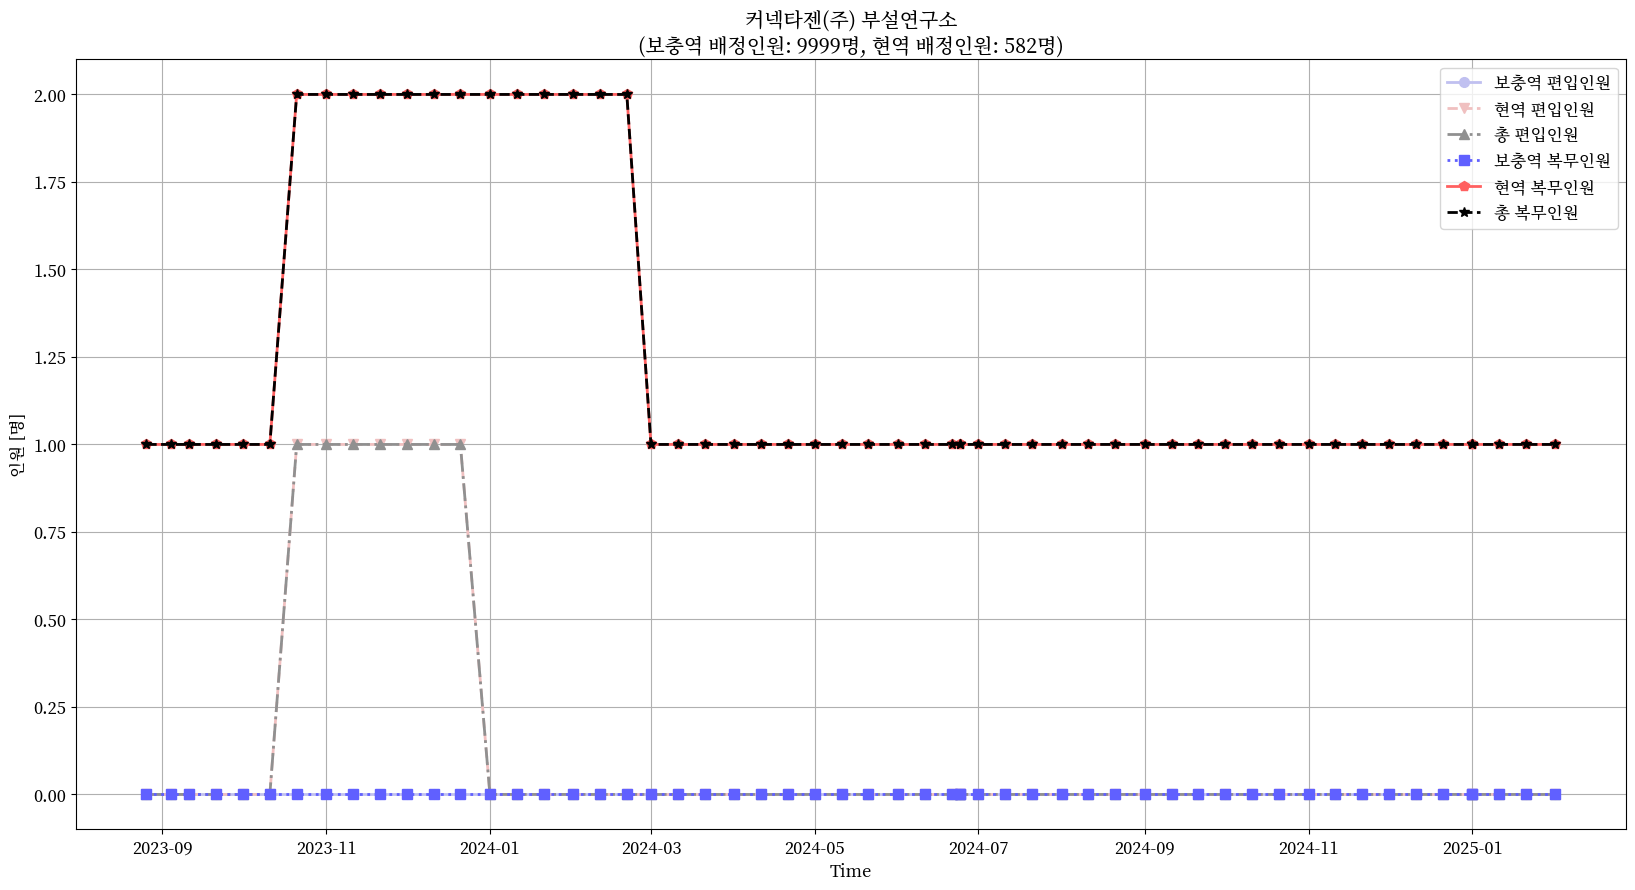 커넥타젠(주) 부설연구소
(보충역 배정인원: 9999명, 현역 배정인원: 582명)
보충역 편입인원
현역 편입인원
총 편입인원
보충역 복무인원
현역 복무인원
총 복무인원
2.00
1.75
1.50
1.25
1.00
0.75
0.50
0.25
0.00
인원 [명]
2023-09 2023-11 2024-01 2024-03 2024-05 2024-07 2024-09 2024-11 2025-01
Time